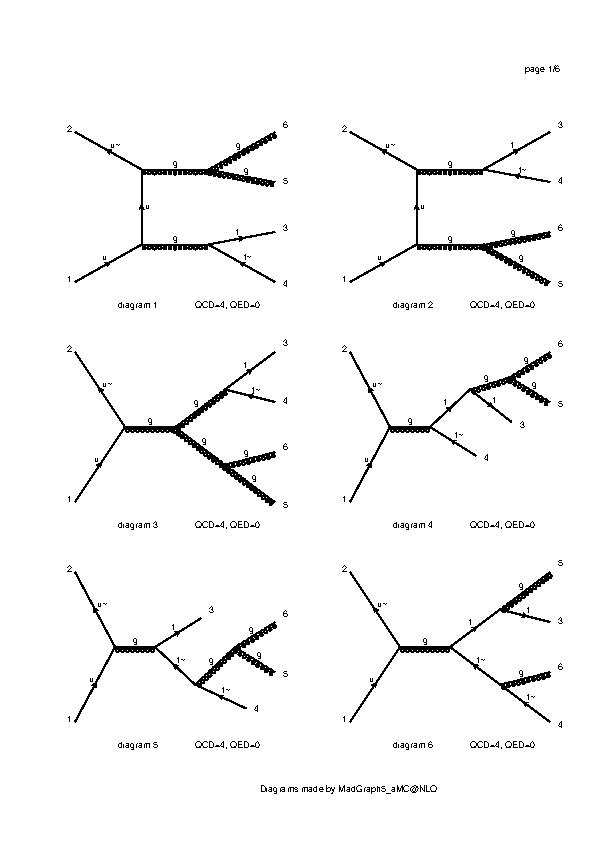 page 1/6
2 u~ g g g 6 5
u
1 u g 1 1~ 3 4
diagram 1 QCD=4, QED=0
2 u~ g 1 1~ 3 4
u
1 u g g g 6 5
diagram 2 QCD=4, QED=0
2 u~ g g 1 1~ 3 4
1 u g g g 6 5
diagram 3 QCD=4, QED=0
2 u~ g 1 g g g 6 5
1 u 1~ 1 3 4
diagram 4 QCD=4, QED=0
2 u~ g 1 3 g g 6 5
1 u 1~ g 1~ 4
diagram 5 QCD=4, QED=0
2 u~ g 1 g 1 5 3
1 u 1~ g 1~ 6 4
diagram 6 QCD=4, QED=0
Diagrams made by MadGraph5_aMC@NLO